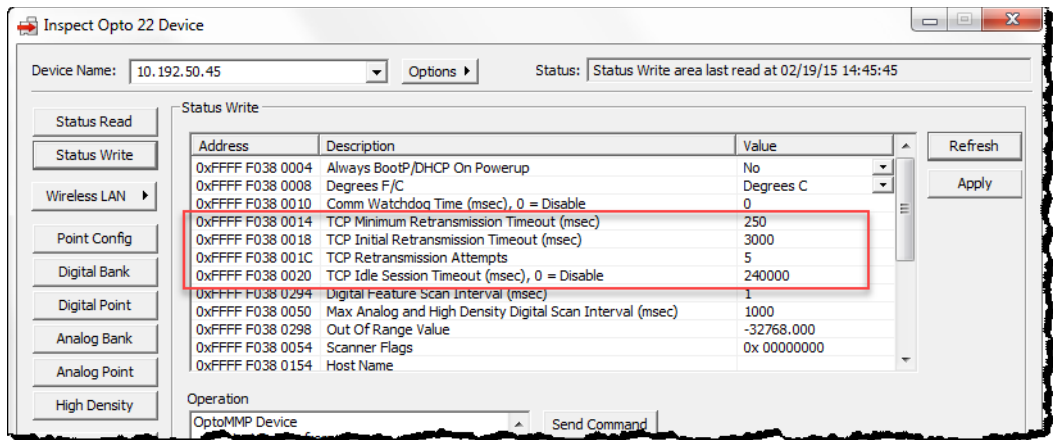 Inspect Opto 22 Device
Device Name: 10.192.50.45 Options Status: Status Write area last read at 02/19/15 14:45:45
Status Read
Status Write
Wireless LAN
Point Config
Digital Bank
Digital Point
Analog Bank
Analog Point
High Density
Status Write
Address Description Value
0xFFFF F038 0004 Always BootP/DHCP On Powerup No
0xFFFF F038 0008 Degrees F/C Degrees C
0xFFFF F038 0010 Comm Watchdog Time (msec), 0 = Disable 0
0xFFFF F038 0014 TCP Minimum Retransmission Timeout (msec) 250
0xFFFF F038 0018 TCP Initial Retransmission Timeout (msec) 3000
0xFFFF F038 001C TCP Retransmission Attempts 5
0xFFFF F038 0020 TCP Idle Session Timeout (msec), 0 = Disable 240000
0xFFFF F038 0294 Digital Feature Scan Interval (msec) 1
0xFFFF F038 0050 Max Analog and High Density Digital Scan Interval (msec) 1000
0xFFFF F038 0298 Out Of Range Value -32768.000
0xFFFF F038 0054 Scanner Flags 0x 00000000
0xFFFF F038 0154 Host Name
Refresh
Apply
Operation
OptoMMP Device
Send Command